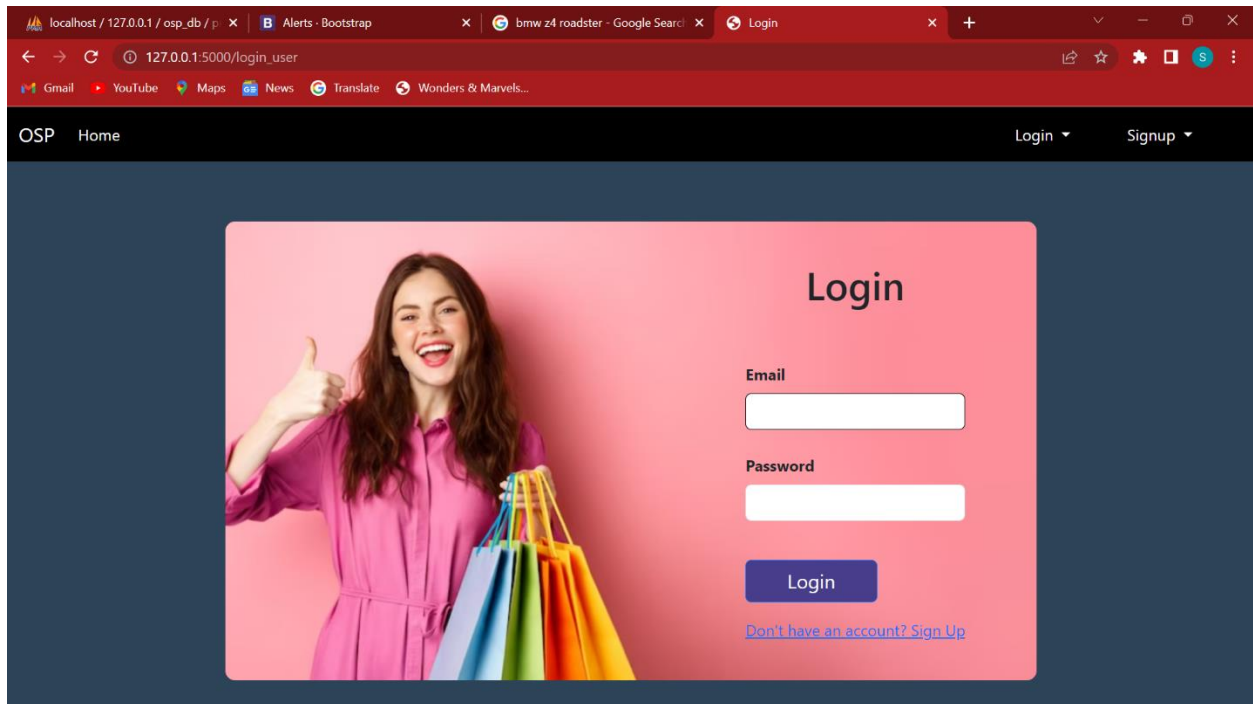 localhost / 127.0.0.1 / osp_db / p
Alerts · Bootstrap
bmw z4 roadster - Google Search
Login
127.0.0.1:5000/login_user
S
Gmail
YouTube
Maps
News
Translate
Wonders & Marvels...
OSP
Home
Login
Signup
Login
Email
Password
Login
Don't have an account? Sign Up